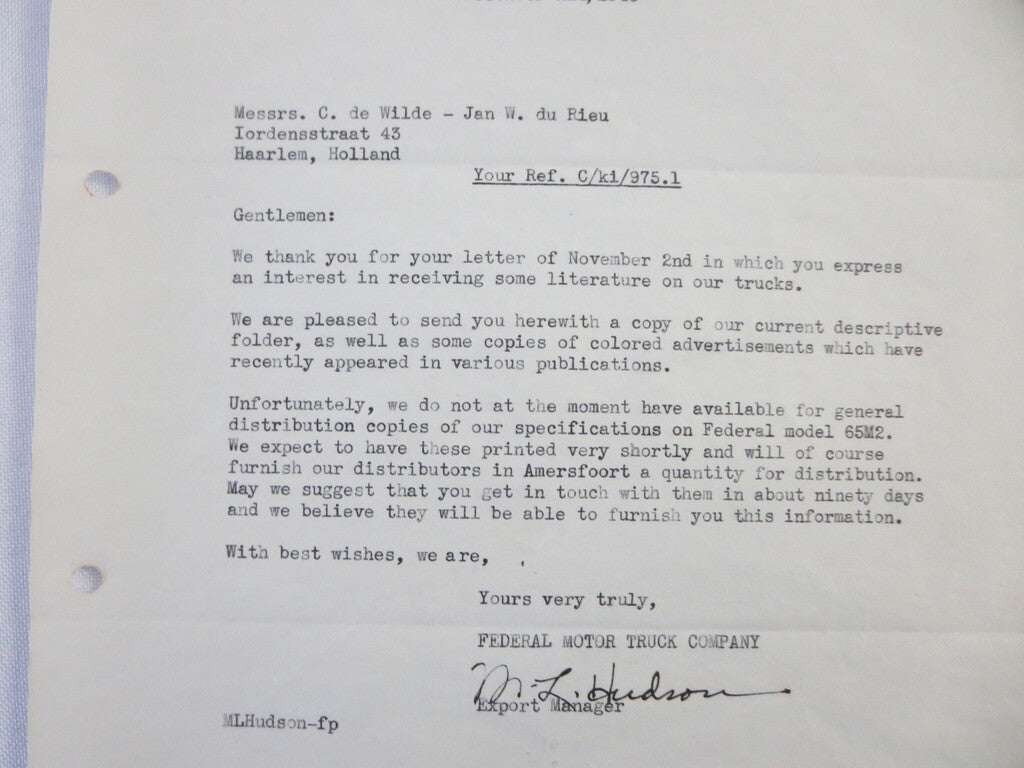 Messrs. C. de Wilde - Jan W. du Rieu
Iordensstraat 43
Haarlem, Holland
Your Ref. C/ki/975.1
Gentlemen:
We thank you for your letter of November 2nd in which you express
an interest in receiving some literature on our trucks.
We are pleased to send you herewith a copy of our current descriptive
folder, as well as some copies of colored advertisements which have
recently appeared in various publications.
Unfortunately, we do not at the moment have available for general
distribution copies of our specifications on Federal model 65M2.
We expect to have these printed very shortly and will of course
furnish our distributors in Amersfoort a quantity for distribution.
May we suggest that you get in touch with them in about ninety days
and we believe they will be able to furnish you this information.
With best wishes, we are,
Yours very truly,
FEDERAL MOTOR TRUCK COMPANY
M. L. Hudson
Export Manager
MLHudson-fp